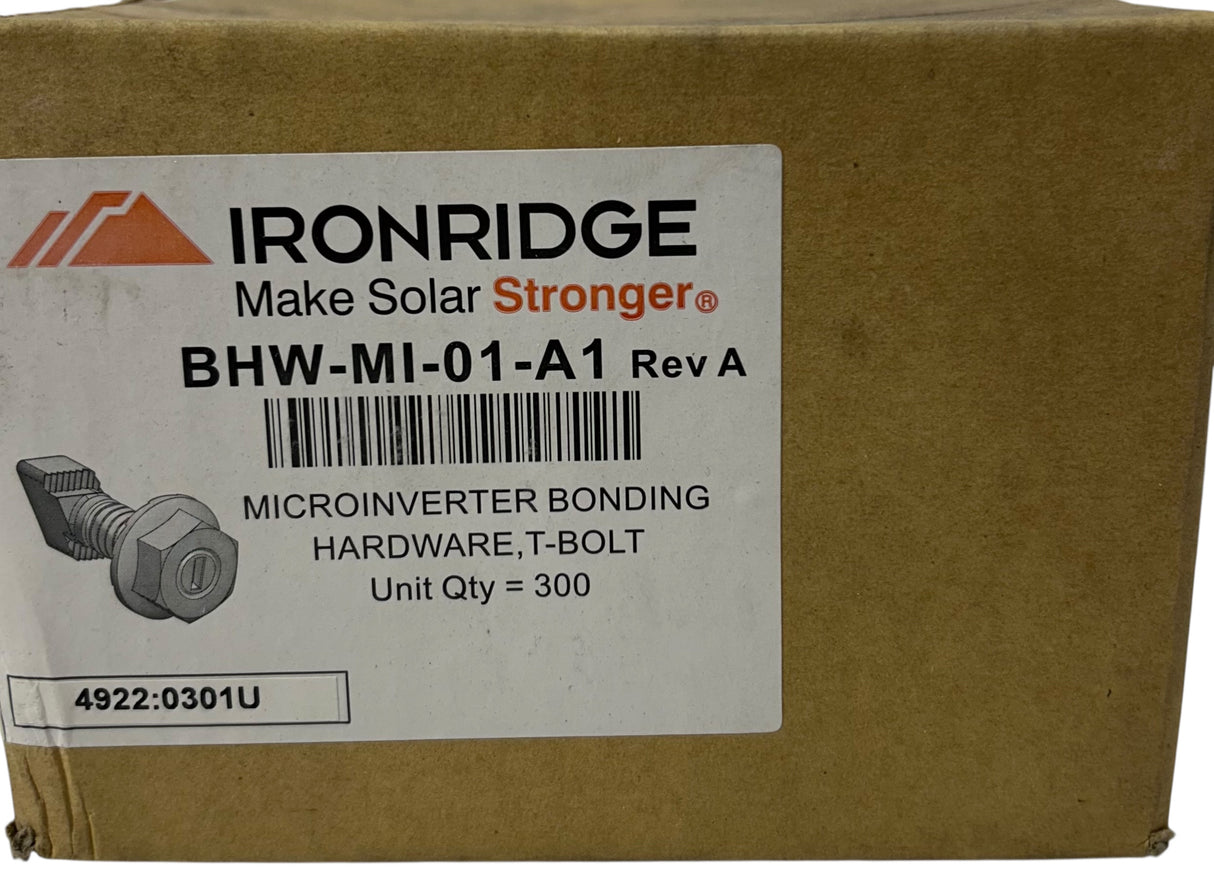 IRONRIDGE
Make Solar Stronger®
BHW-MI-01-A1 Rev A
MICROINVERTER BONDING
HARDWARE,T-BOLT
Unit Qty = 300
4922:0301U